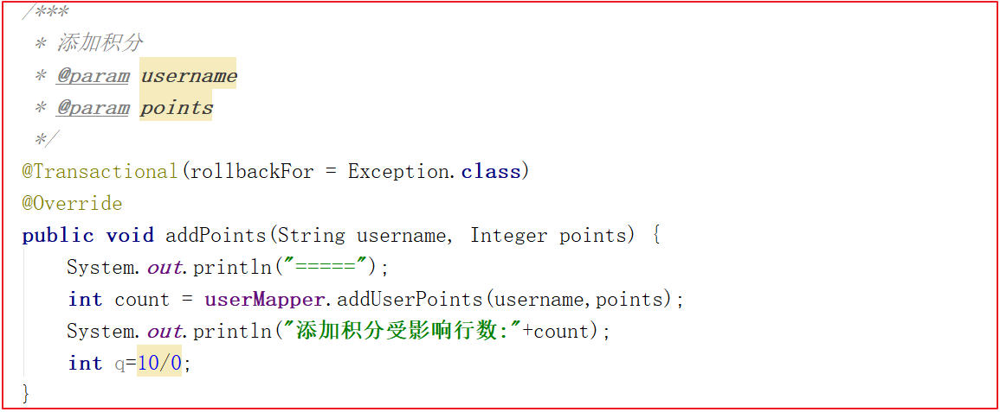 /***
 * 添加积分
 * @param username
 * @param points
 */
@Transactional(rollbackFor = Exception.class)
@Override
public void addPoints(String username, Integer points) {
    System.out.println("=====");
    int count = userMapper.addUserPoints(username,points);
    System.out.println("添加积分受影响行数:"+count);
    int q=10/0;
}